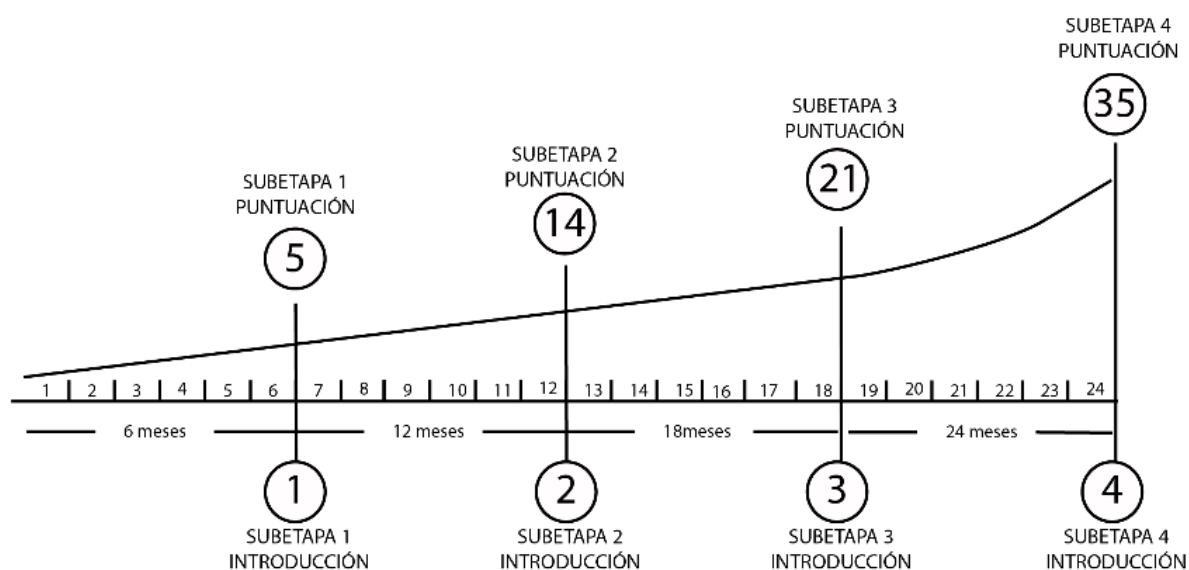 SUBETAPA 4
PUNTUACIÓN
35
SUBETAPA 3
PUNTUACIÓN
21
SUBETAPA 2
PUNTUACIÓN
14
SUBETAPA 1
PUNTUACIÓN
5
1 2 3 4 5 6 7 8 9 10 11 12 13 14 15 16 17 18 19 20 21 22 23 24
6 meses 12 meses 18meses 24 meses
1 2 3 4
SUBETAPA 1 SUBETAPA 2 SUBETAPA 3 SUBETAPA 4
INTRODUCCIÓN INTRODUCCIÓN INTRODUCCIÓN INTRODUCCIÓN